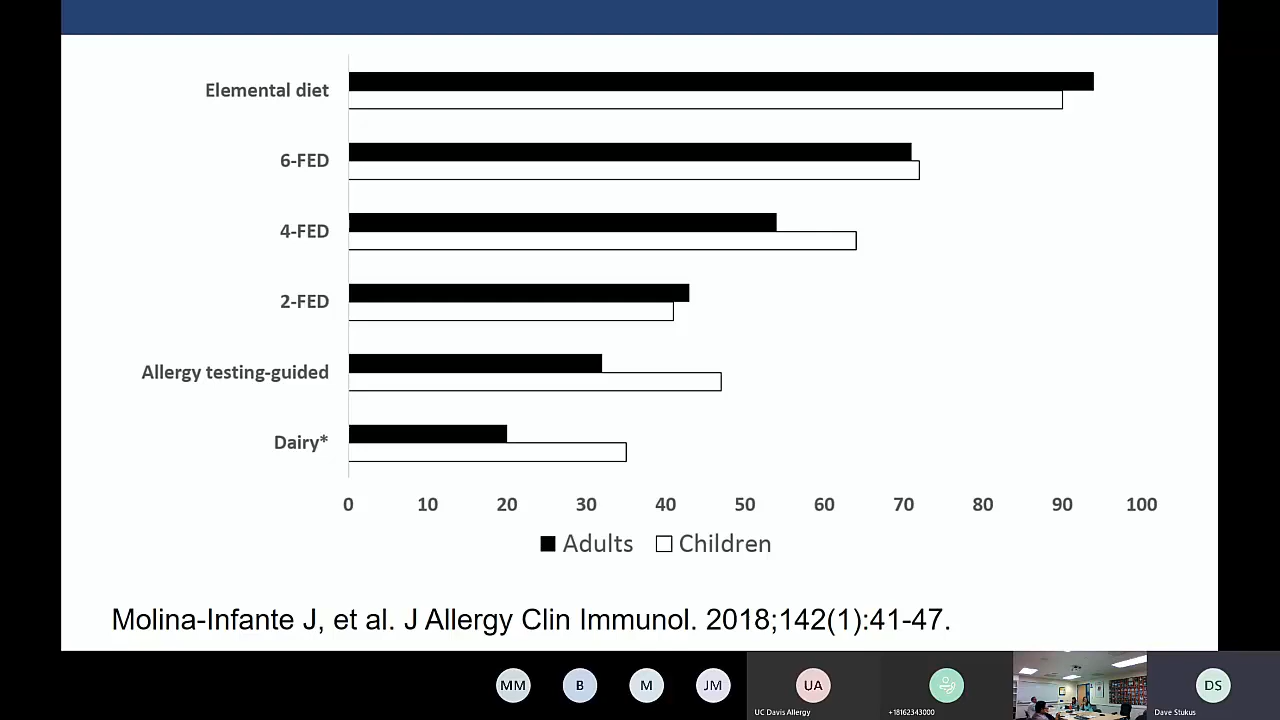 Elemental diet
6-FED
4-FED
2-FED
Allergy testing-guided
Dairy*
0 10 20 30 40 50 60 70 80 90 100
Adults Children
Molina-Infante J, et al. J Allergy Clin Immunol. 2018;142(1):41-47.
MM B M JM UA DS
UC Davis Allergy +18162343000 Dave Stukus